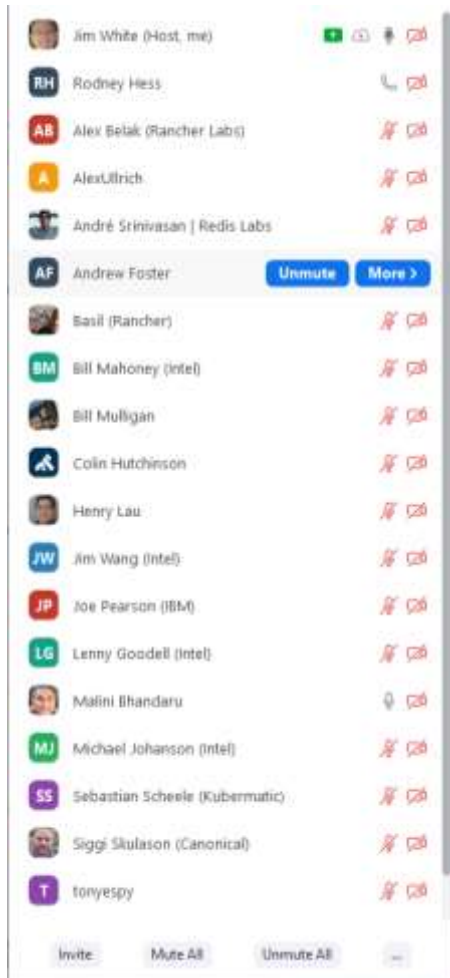 Jim White (Host, me)
RH Rodney Hess
AB Alex Belak (Rancher Labs)
A AlexUllrich
André Srinivasan | Redis Labs
AF Andrew Foster Unmute More >
Basil (Rancher)
BM Bill Mahoney (Intel)
Bill Mulligan
Colin Hutchinson
Henry Lau
JW Jim Wang (Intel)
JP Joe Pearson (IBM)
LG Lenny Goodell (Intel)
Malini Bhandaru
MJ Michael Johanson (Intel)
SS Sebastian Scheele (Kubermatic)
Siggi Skulason (Canonical)
T tonyespy
Invite Mute All Unmute All ...